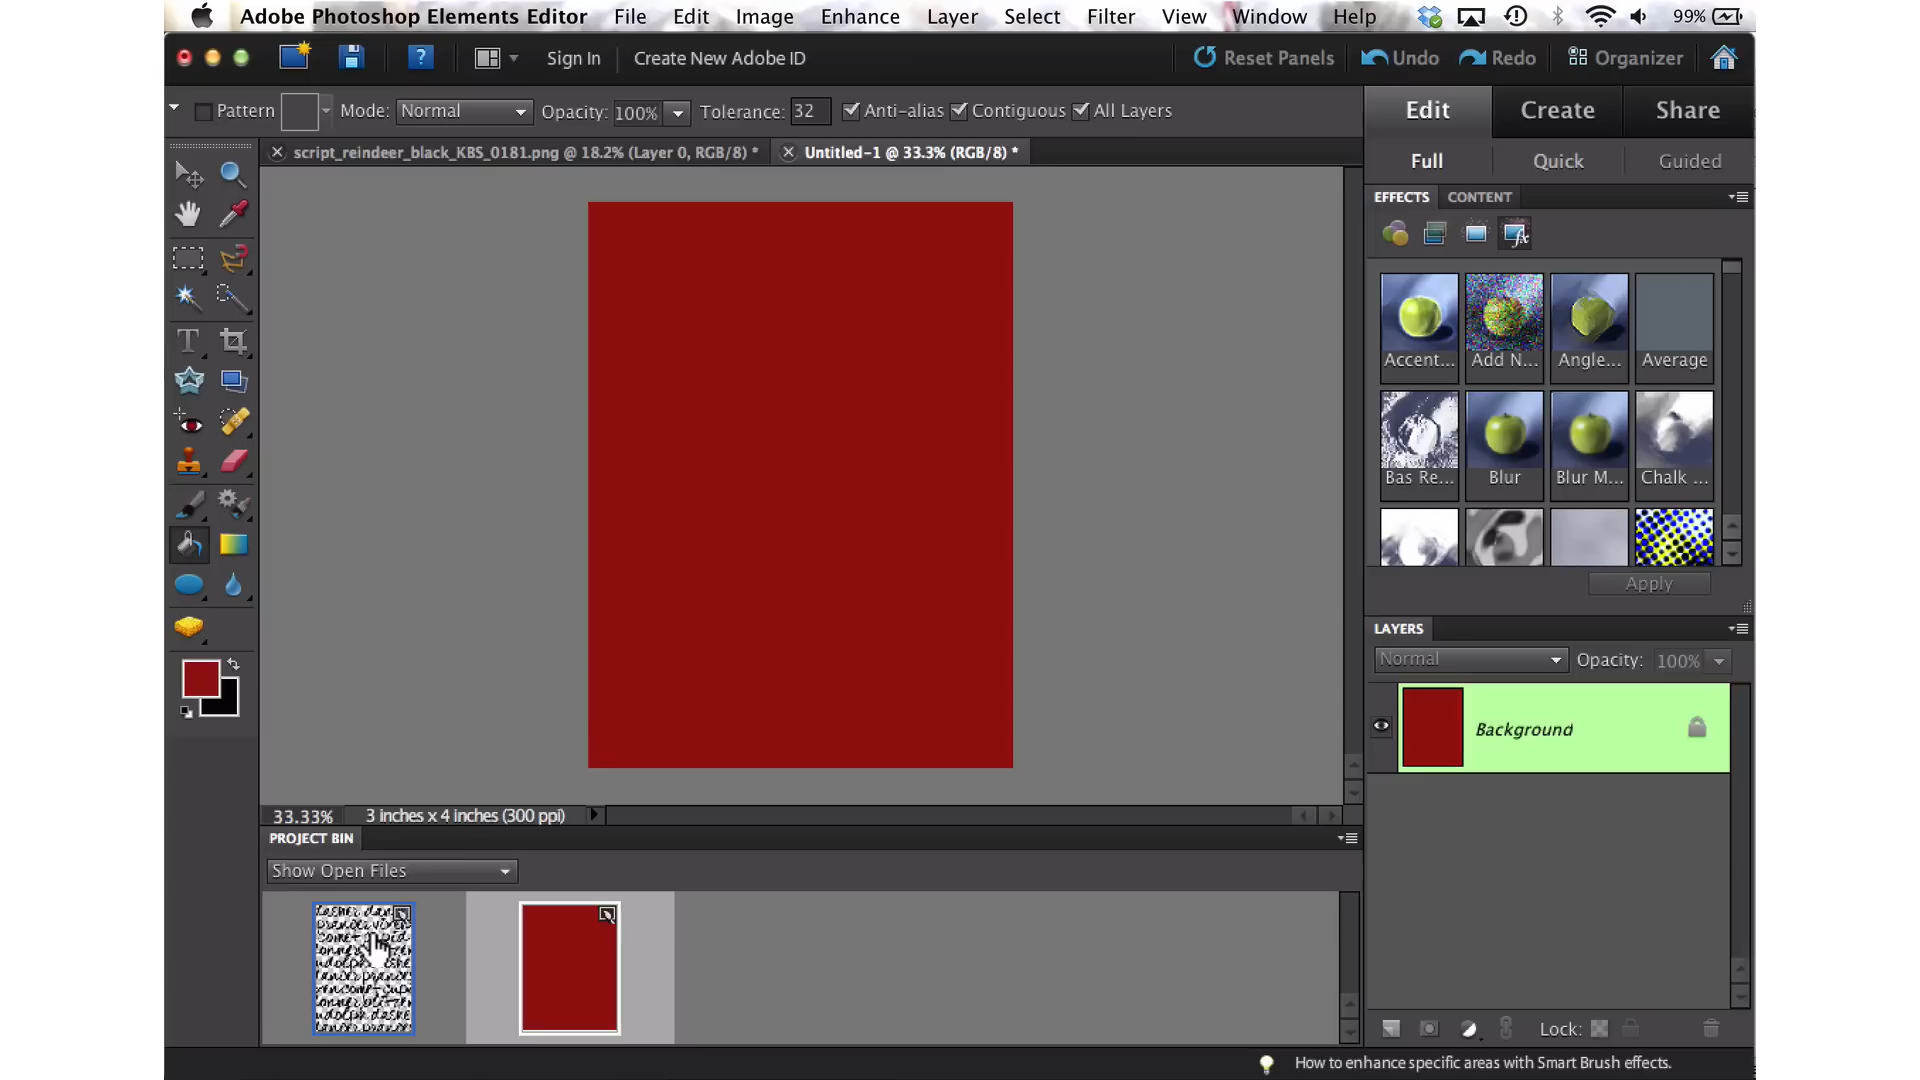 Adobe Photoshop Elements Editor File Edit Image Enhance Layer Select Filter View Window Help 99%
Sign In Create New Adobe ID Reset Panels Undo Redo Organizer
Pattern Mode: Normal Opacity: 100% Tolerance: 32 Anti-alias Contiguous All Layers
Edit Create Share
script_reindeer_black_KBS_0181.png @ 18.2% (Layer 0, RGB/8) * Untitled-1 @ 33.3% (RGB/8) *
Full Quick Guided
EFFECTS CONTENT
Accent... Add N... Angle... Average
Bas Re... Blur Blur M... Chalk ...
Apply
LAYERS
Normal Opacity: 100%
Background
33.33% 3 inches x 4 inches (300 ppi)
PROJECT BIN
Show Open Files
Lock:
How to enhance specific areas with Smart Brush effects.